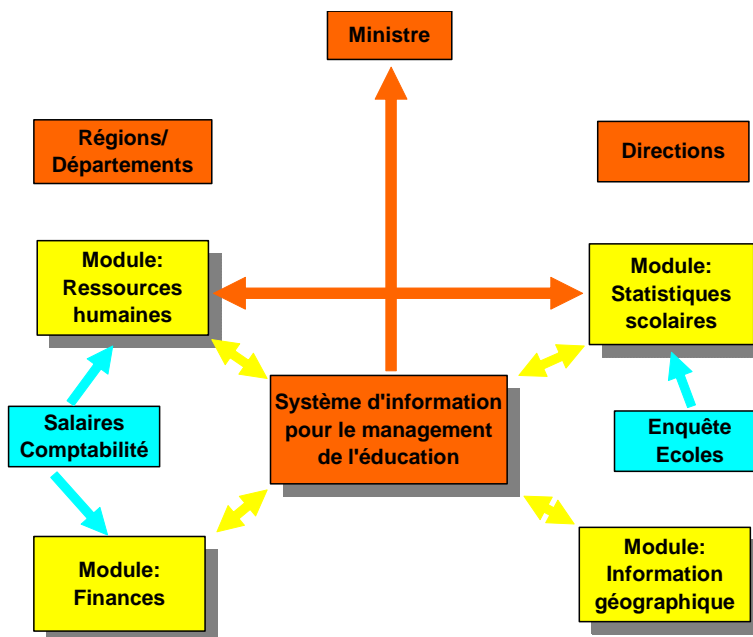 Ministre
Régions/
Départements
Directions
Module:
Ressources
humaines
Module:
Statistiques
scolaires
Système d'information
pour le management
de l'éducation
Salaires
Comptabilité
Enquête
Ecoles
Module:
Finances
Module:
Information
géographique